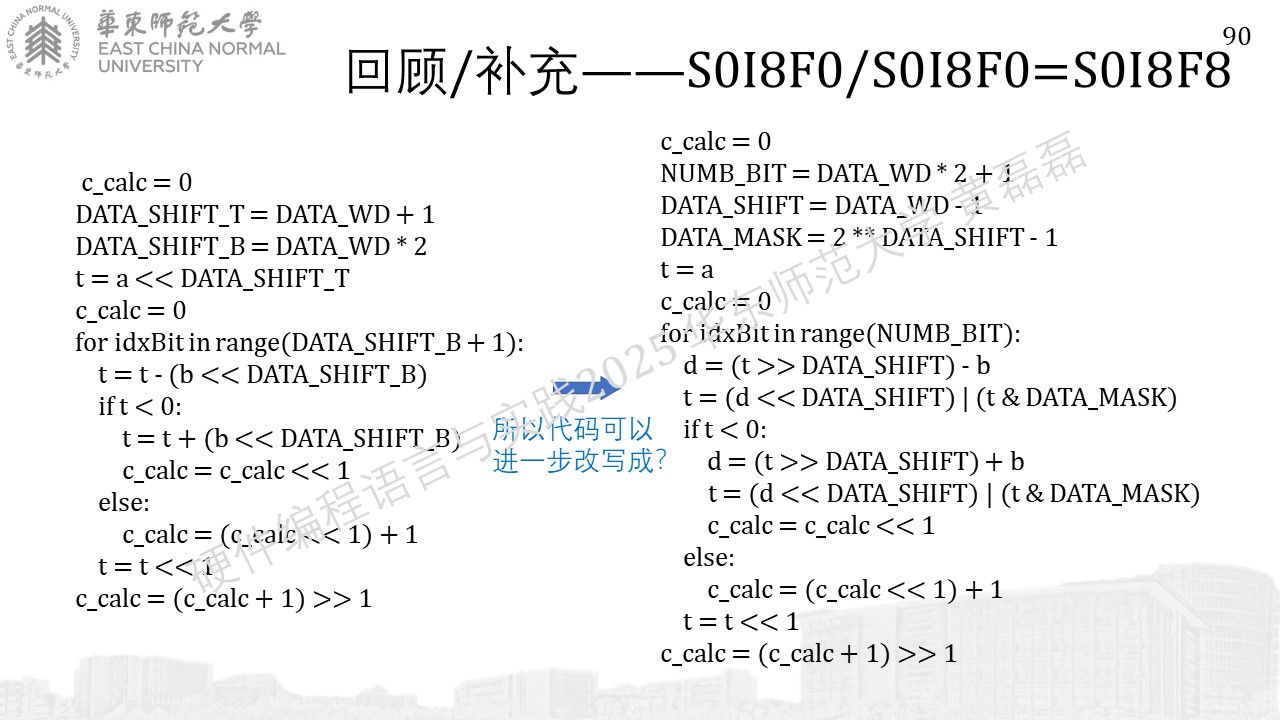 華東師範大學
EAST CHINA NORMAL
UNIVERSITY
90
回顾/补充——S0I8F0/S0I8F0=S0I8F8
c_calc = 0
DATA_SHIFT_T = DATA_WD + 1
DATA_SHIFT_B = DATA_WD * 2
t = a << DATA_SHIFT_T
c_calc = 0
for idxBit in range(DATA_SHIFT_B + 1):
t = t - (b << DATA_SHIFT_B)
if t < 0:
t = t + (b << DATA_SHIFT_B)
c_calc = c_calc << 1
else:
c_calc = (c_calc << 1) + 1
t = t << 1
c_calc = (c_calc + 1) >> 1
所以代码可以
进一步改写成？
c_calc = 0
NUMB_BIT = DATA_WD * 2 + 1
DATA_SHIFT = DATA_WD - 1
DATA_MASK = 2 ** DATA_SHIFT - 1
t = a
c_calc = 0
for idxBit in range(NUMB_BIT):
d = (t >> DATA_SHIFT) - b
t = (d << DATA_SHIFT) | (t & DATA_MASK)
if t < 0:
d = (t >> DATA_SHIFT) + b
t = (d << DATA_SHIFT) | (t & DATA_MASK)
c_calc = c_calc << 1
else:
c_calc = (c_calc << 1) + 1
t = t << 1
c_calc = (c_calc + 1) >> 1
硬件编程语言与实践2025 华东师范大学 黄磊磊